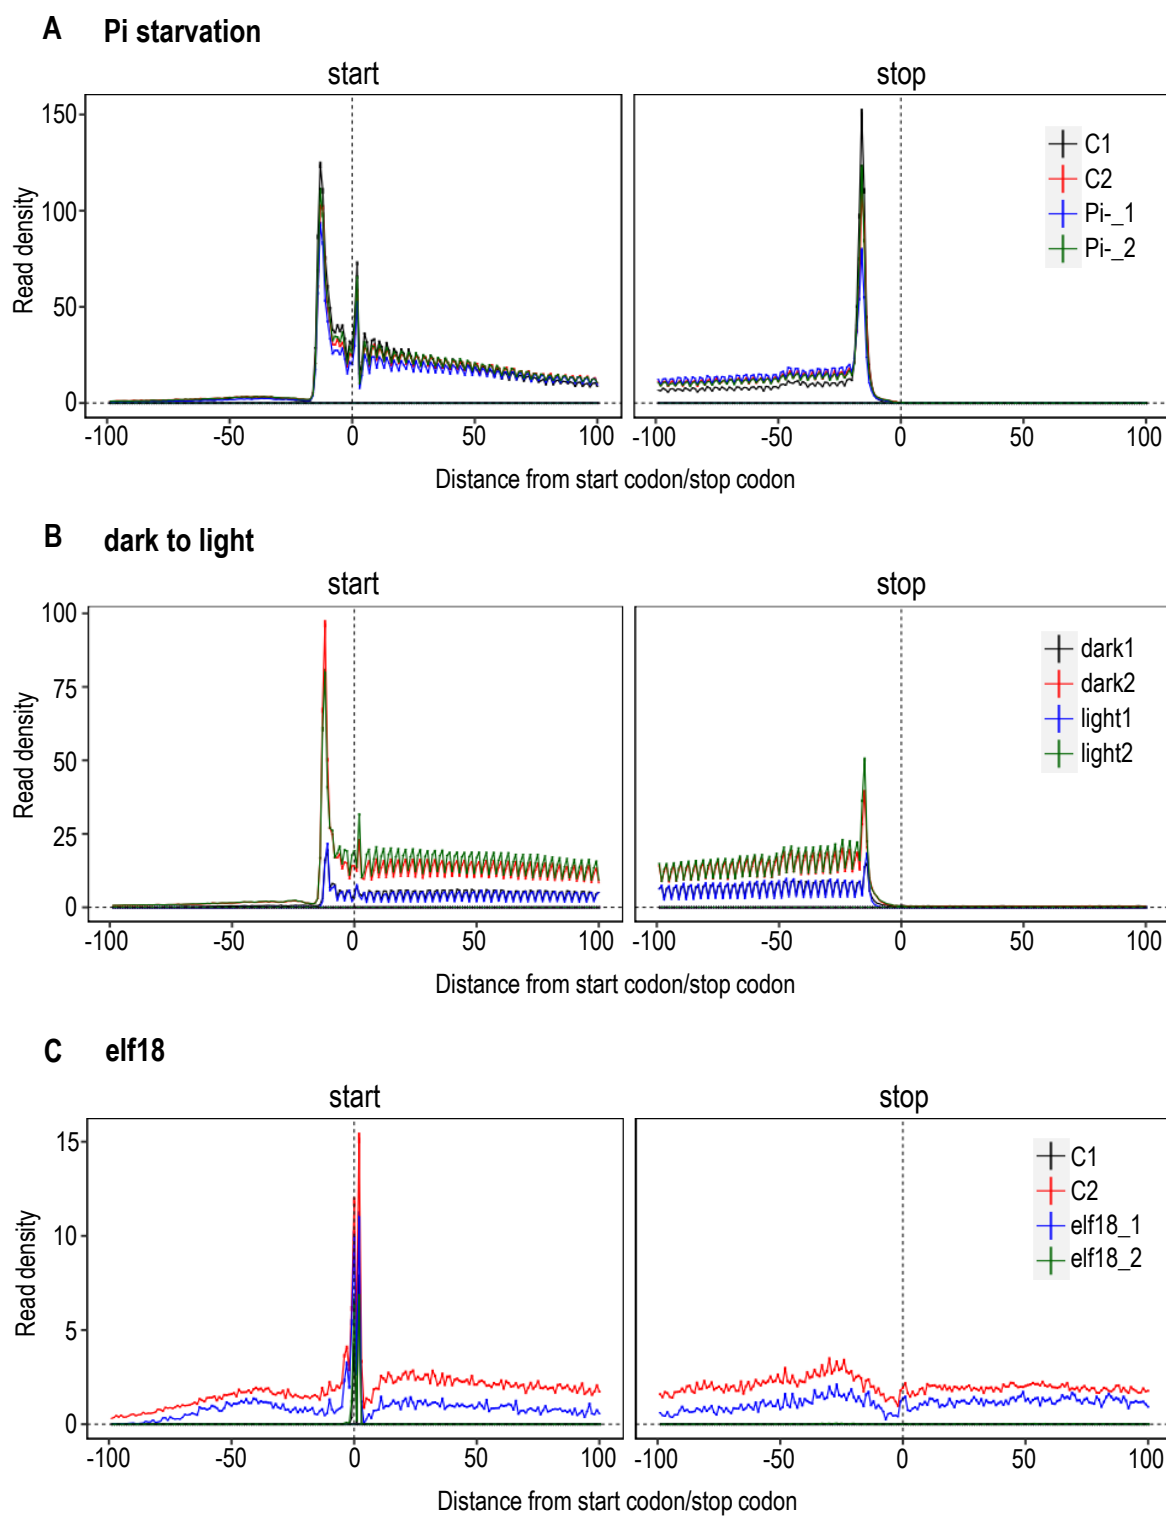 A Pi starvation
start stop
150
100
50
0
Read density
C1
C2
Pi-_1
Pi-_2
-100 -50 0 50 100 -100 -50 0 50 100
Distance from start codon/stop codon
B dark to light
start stop
100
75
50
25
0
Read density
dark1
dark2
light1
light2
-100 -50 0 50 100 -100 -50 0 50 100
Distance from start codon/stop codon
C elf18
start stop
15
10
5
0
Read density
C1
C2
elf18_1
elf18_2
-100 -50 0 50 100 -100 -50 0 50 100
Distance from start codon/stop codon